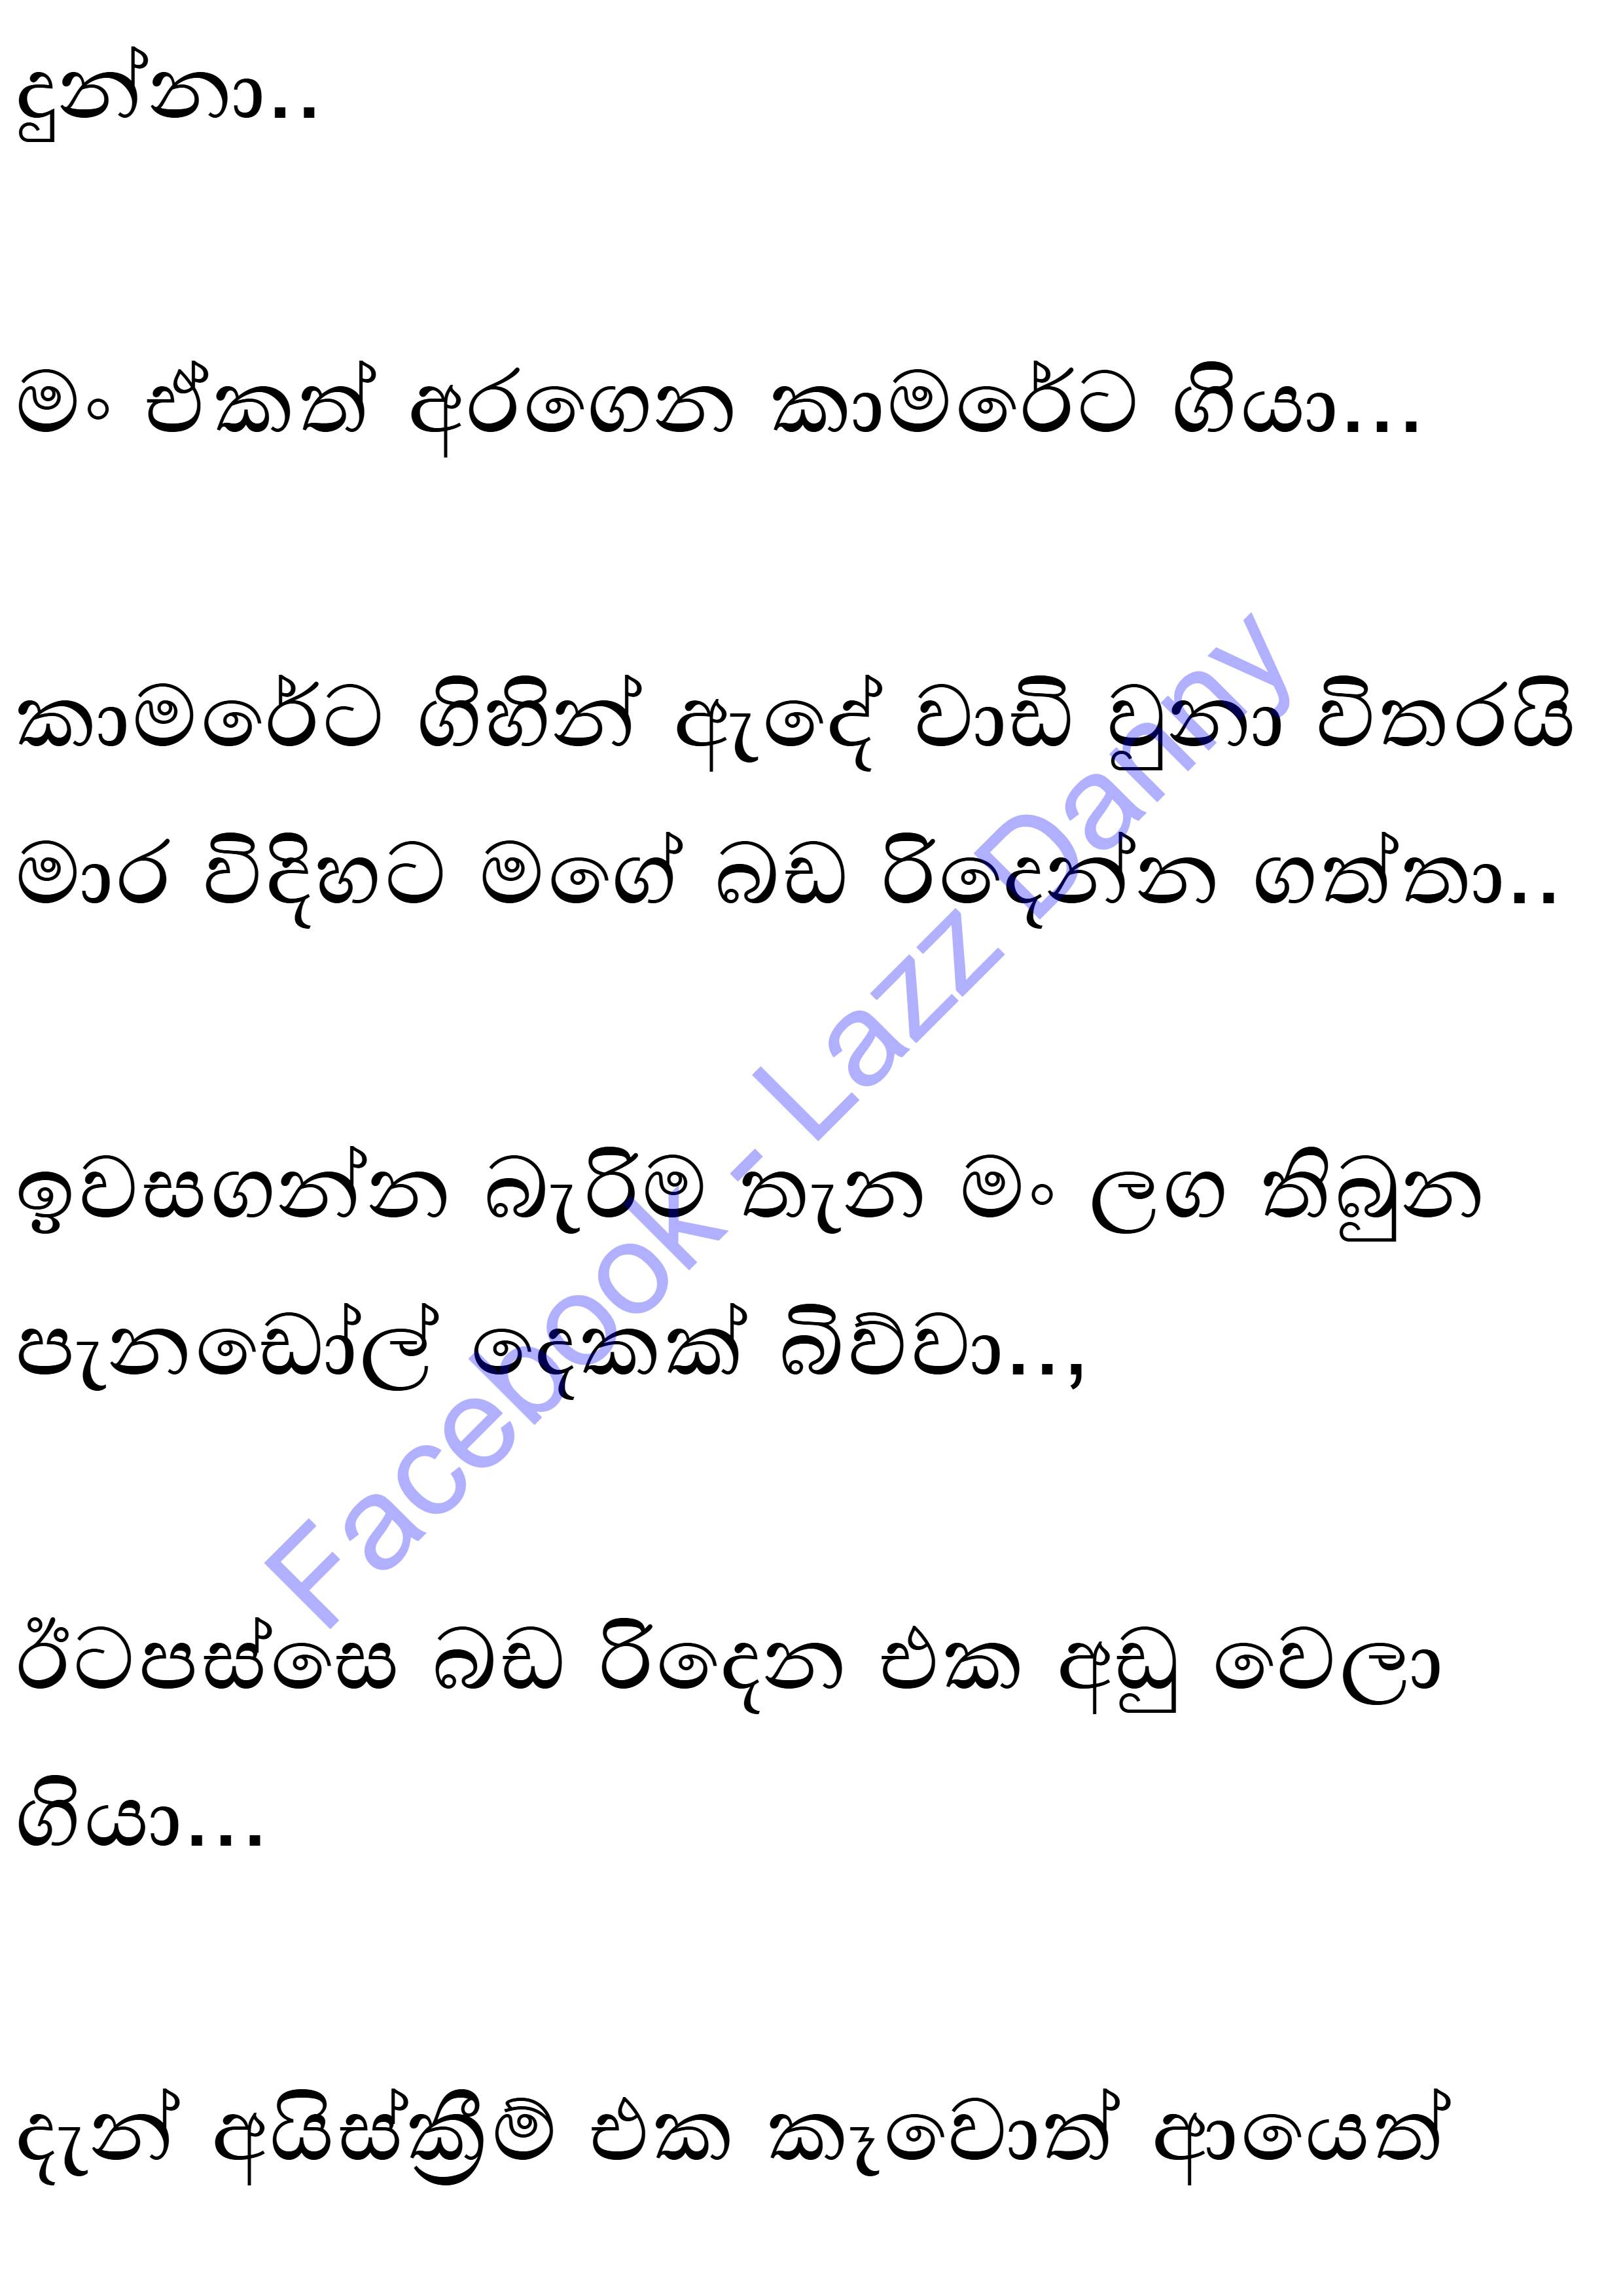 දුන්නා..
මං ඒකත් අරගෙන කාමරේට ගියා...
කාමරේට ගිහින් ඇදේ වාඩි වුනා විතරයි
මාර විදිහට මගේ බඩ රිදෙන්න ගත්තා..
ඉවසගන්න බැරිම තැන මං ලග තිබුන
පැනඩෝල් දෙකක් බිව්වා..,
ඊටපස්සෙ බඩ රිදෙන එක අඩු වෙලා
ගියා...
දැන් අයිස්ක්‍රීම් එක කෑවොත් ආයෙත්
Facebook - Lazz Danny